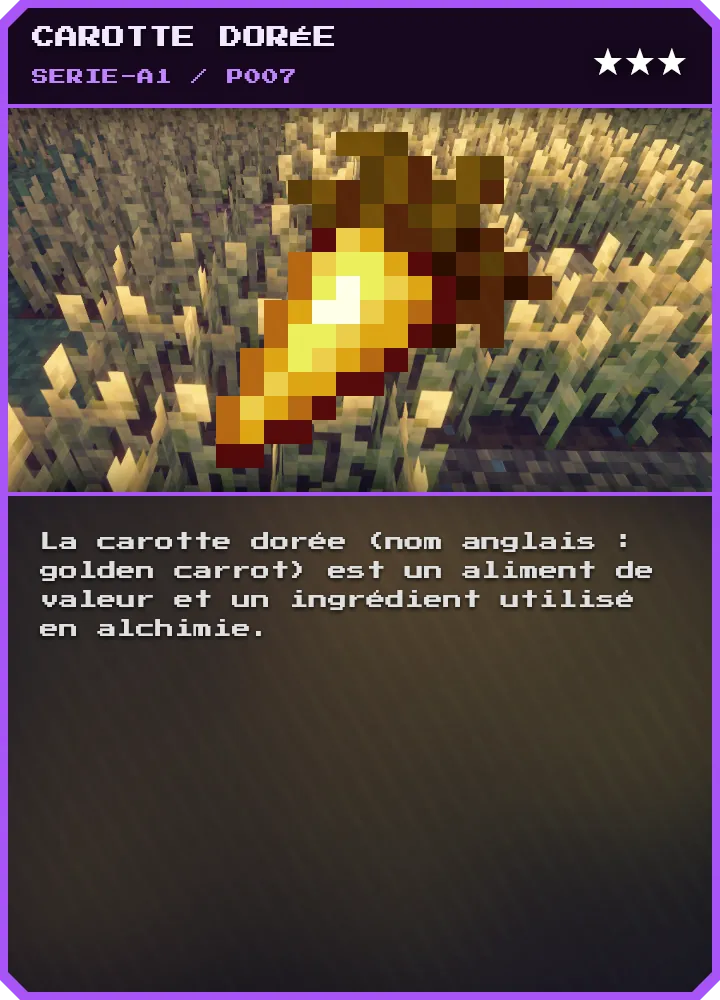 CAROTTE DORéE
SERIE-A1 / P007
★★★
La carotte dorée (nom anglais :
golden carrot) est un aliment de
valeur et un ingrédient utilisé
en alchimie.